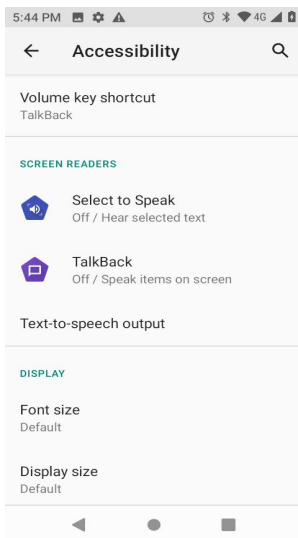 5:44 PM 4G
Accessibility
Volume key shortcut
TalkBack
SCREEN READERS
Select to Speak
Off / Hear selected text
TalkBack
Off / Speak items on screen
Text-to-speech output
DISPLAY
Font size
Default
Display size
Default